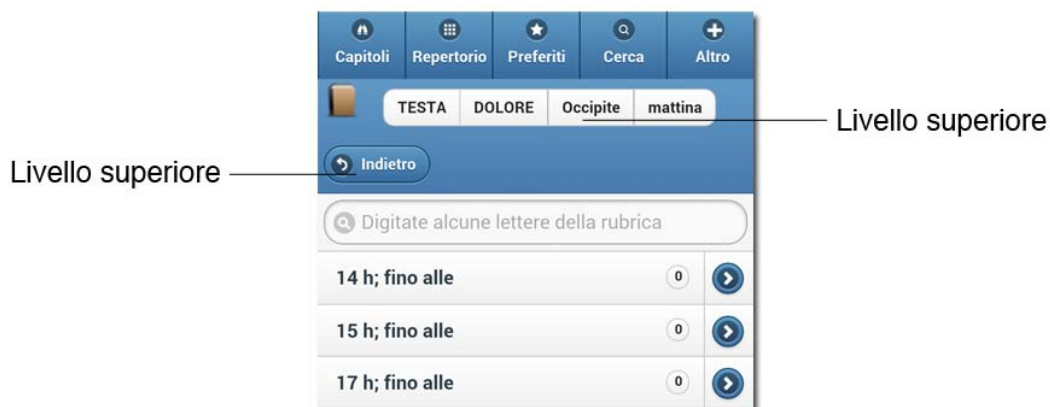 Capitoli Repertorio Preferiti Cerca Altro
TESTA DOLORE Occipite mattina
Livello superiore
Livello superiore
Indietro
Digitate alcune lettere della rubrica
14 h; fino alle 0
15 h; fino alle 0
17 h; fino alle 0